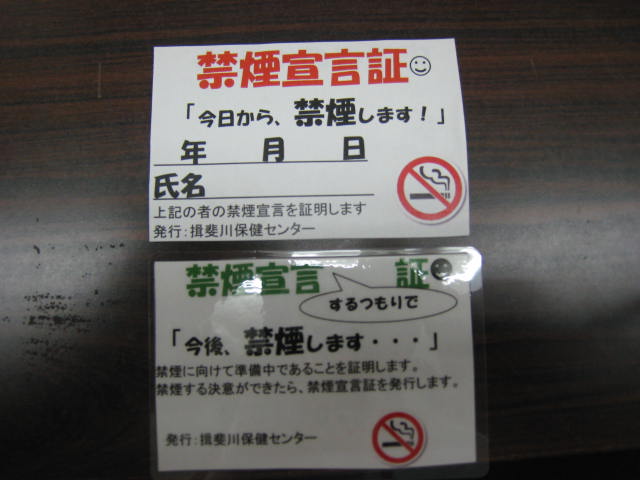 禁煙宣言証☺
「今日から、禁煙します！」
年 月 日
氏名
上記の者の禁煙宣言を証明します
発行：揖斐川保健センター
禁煙宣言 証☻
するつもりで
「今後、禁煙します・・・」
禁煙に向けて準備中であることを証明します。
禁煙する決意ができたら、禁煙宣言証を発行します。
発行：揖斐川保健センター